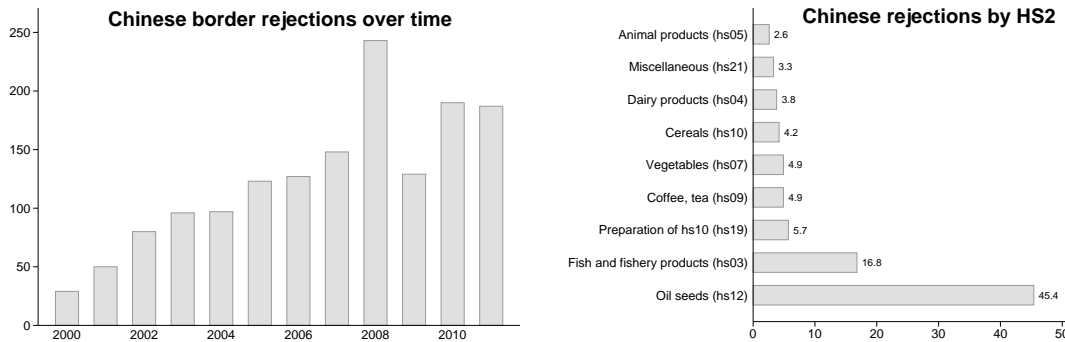 Chinese border rejections over time
250
200
150
100
50
0
2000 2002 2004 2006 2008 2010
Chinese rejections by HS2
Animal products (hs05) 2.6
Miscellaneous (hs21) 3.3
Dairy products (hs04) 3.8
Cereals (hs10) 4.2
Vegetables (hs07) 4.9
Coffee, tea (hs09) 4.9
Preparation of hs10 (hs19) 5.7
Fish and fishery products (hs03) 16.8
Oil seeds (hs12) 45.4
0 10 20 30 40 50